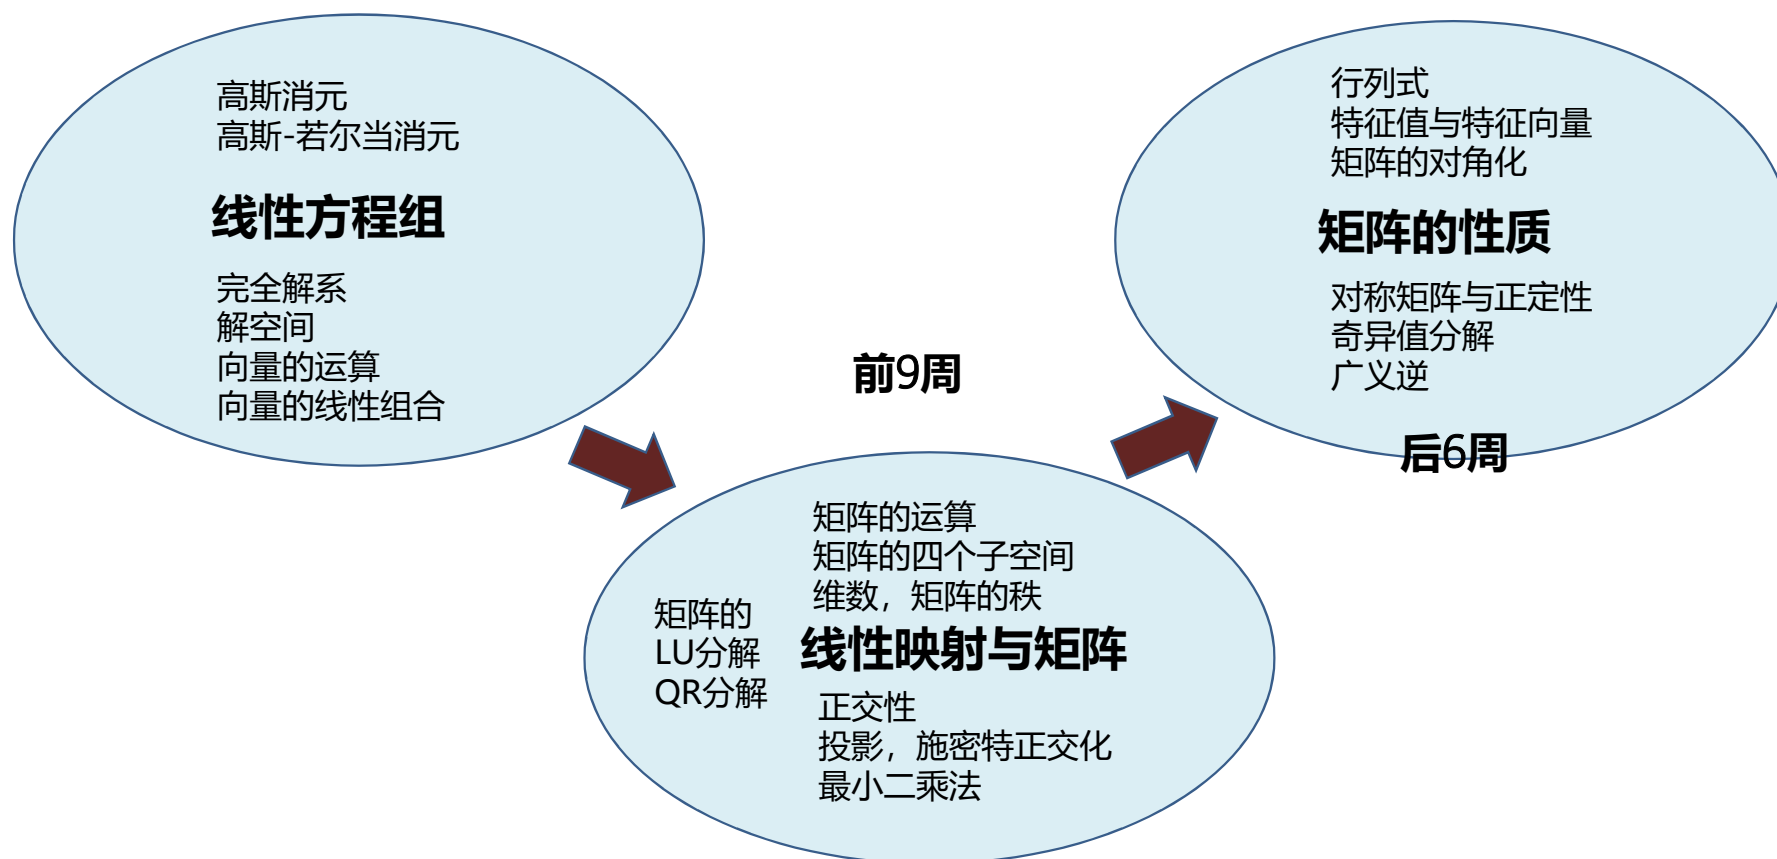 高斯消元
高斯-若尔当消元
线性方程组
完全解系
解空间
向量的运算
向量的线性组合
前9周
矩阵的运算
矩阵的四个子空间
维数，矩阵的秩
矩阵的
LU分解
QR分解
线性映射与矩阵
正交性
投影，施密特正交化
最小二乘法
行列式
特征值与特征向量
矩阵的对角化
矩阵的性质
对称矩阵与正定性
奇异值分解
广义逆
后6周